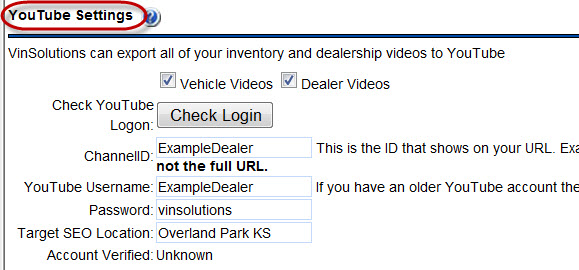 YouTube Settings ?
VinSolutions can export all of your inventory and dealership videos to YouTube
Vehicle Videos Dealer Videos
Check YouTube Logon: Check Login
ChannelID: ExampleDealer This is the ID that shows on your URL. Exa
not the full URL.
YouTube Username: ExampleDealer If you have an older YouTube account the
Password: vinsolutions
Target SEO Location: Overland Park KS
Account Verified: Unknown